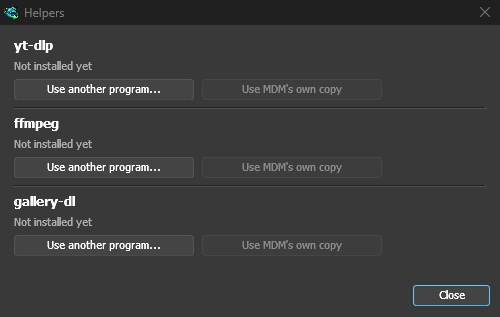 Helpers
yt-dlp
Not installed yet
Use another program...
Use MDM's own copy
ffmpeg
Not installed yet
Use another program...
Use MDM's own copy
gallery-dl
Not installed yet
Use another program...
Use MDM's own copy
Close